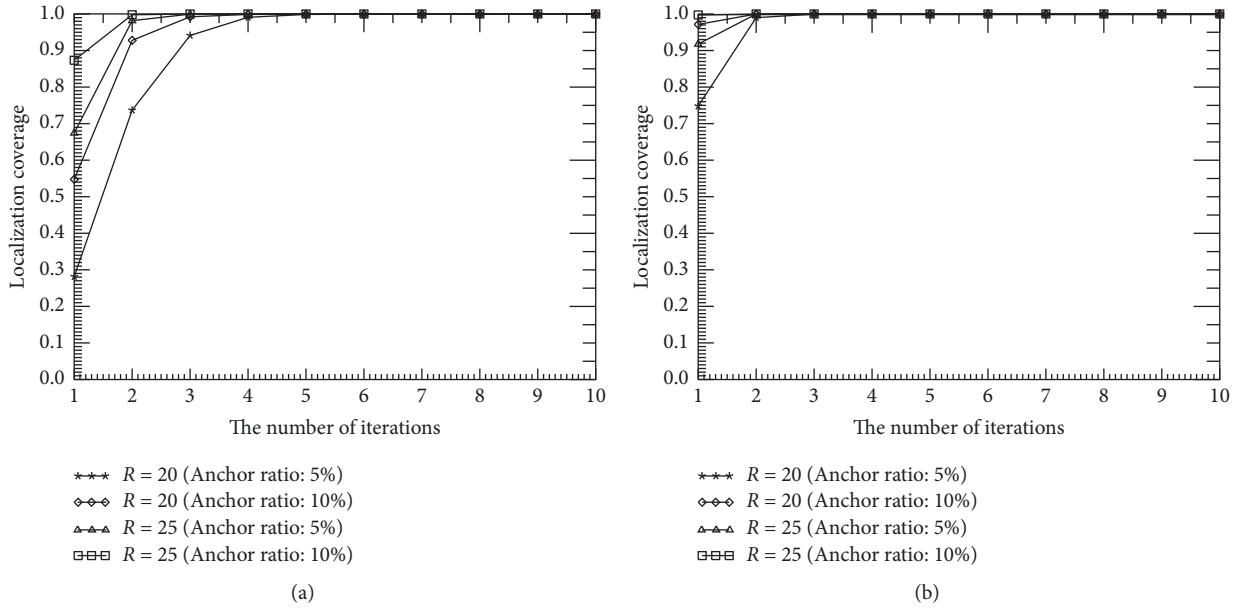 1.0
0.9
0.8
0.7
0.6
0.5
0.4
0.3
0.2
0.1
0.0
Localization coverage
1 2 3 4 5 6 7 8 9 10
The number of iterations
R = 20 (Anchor ratio: 5%)
R = 20 (Anchor ratio: 10%)
R = 25 (Anchor ratio: 5%)
R = 25 (Anchor ratio: 10%)
(a)
1.0
0.9
0.8
0.7
0.6
0.5
0.4
0.3
0.2
0.1
0.0
Localization coverage
1 2 3 4 5 6 7 8 9 10
The number of iterations
R = 20 (Anchor ratio: 5%)
R = 20 (Anchor ratio: 10%)
R = 25 (Anchor ratio: 5%)
R = 25 (Anchor ratio: 10%)
(b)